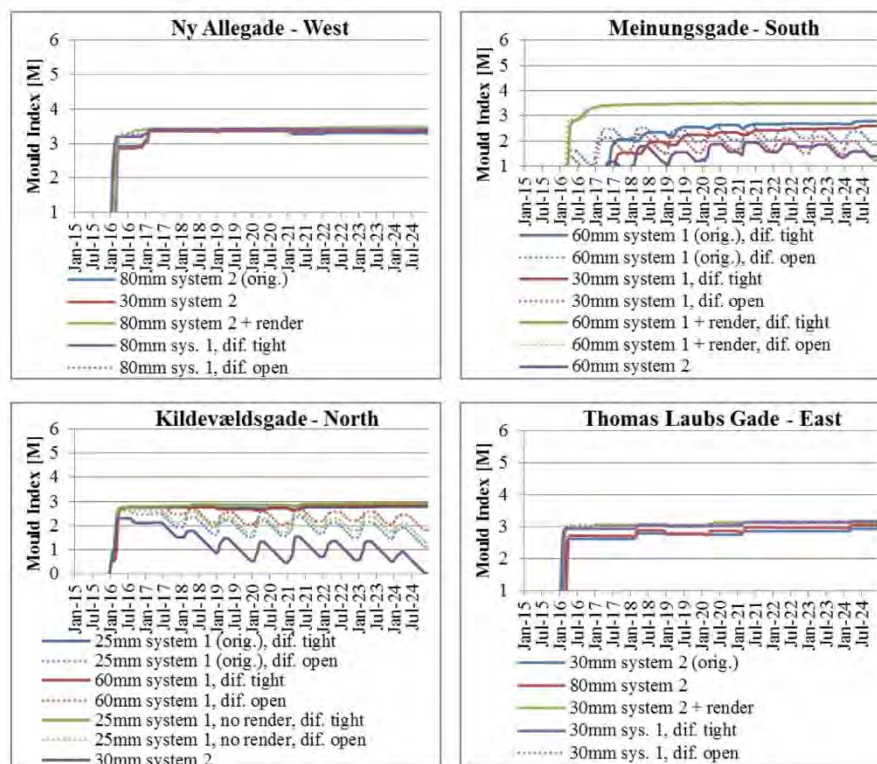 Ny Allegade - West
Mould Index [M]
6
5
4
3
2
1
Jan-15
Jul-15
Jan-16
Jul-16
Jan-17
Jul-17
Jan-18
Jul-18
Jan-19
Jul-19
Jan-20
Jul-20
Jan-21
Jul-21
Jan-22
Jul-22
Jan-23
Jul-23
Jan-24
Jul-24
80mm system 2 (orig.)
30mm system 2
80mm system 2 + render
80mm sys. 1, dif. tight
80mm sys. 1, dif. open
Meinungsgade - South
Mould Index [M]
6
5
4
3
2
1
Jan-15
Jul-15
Jan-16
Jul-16
Jan-17
Jul-17
Jan-18
Jul-18
Jan-19
Jul-19
Jan-20
Jul-20
Jan-21
Jul-21
Jan-22
Jul-22
Jan-23
Jul-23
Jan-24
Jul-24
60mm system 1 (orig.), dif. tight
60mm system 1 (orig.), dif. open
30mm system 1, dif. tight
30mm system 1, dif. open
60mm system 1 + render, dif. tight
60mm system 1 + render, dif. open
60mm system 2
Kildevældsgade - North
Mould Index [M]
6
5
4
3
2
1
0
Jan-15
Jul-15
Jan-16
Jul-16
Jan-17
Jul-17
Jan-18
Jul-18
Jan-19
Jul-19
Jan-20
Jul-20
Jan-21
Jul-21
Jan-22
Jul-22
Jan-23
Jul-23
Jan-24
Jul-24
25mm system 1 (orig.), dif. tight
25mm system 1 (orig.), dif. open
60mm system 1, dif. tight
60mm system 1, dif. open
25mm system 1, no render, dif. tight
25mm system 1, no render, dif. open
30mm system 2
Thomas Laubs Gade - East
Mould Index [M]
6
5
4
3
2
1
Jan-15
Jul-15
Jan-16
Jul-16
Jan-17
Jul-17
Jan-18
Jul-18
Jan-19
Jul-19
Jan-20
Jul-20
Jan-21
Jul-21
Jan-22
Jul-22
Jan-23
Jul-23
Jan-24
Jul-24
30mm system 2 (orig.)
80mm system 2
30mm system 2 + render
30mm sys. 1, dif. tight
30mm sys. 1, dif. open